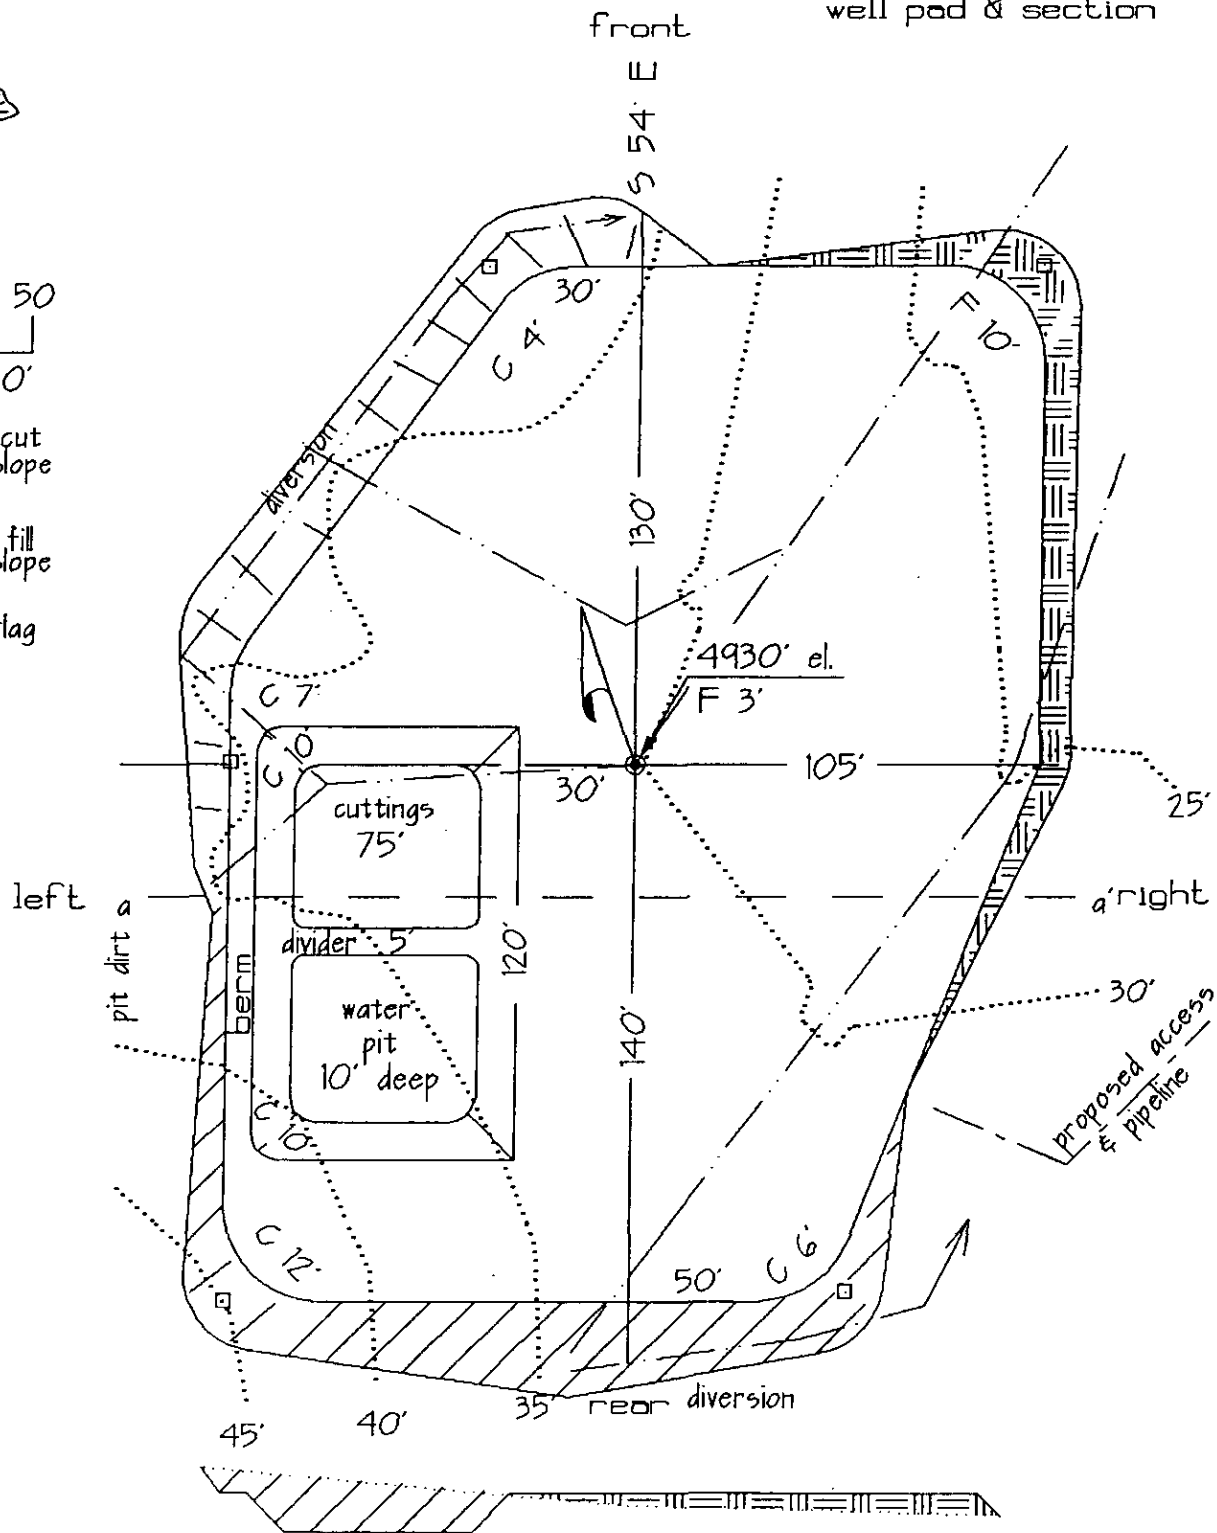 well pad & section
front
S 54 E
50
0'
cut
slope
fill
slope
flag
30'
C 4'
F 10'
diversion
130'
4930' el.
F 3'
C 7'
C 10'
30'
105'
cuttings
75'
25'
left
a
a'
right
divider 5'
120'
pit dirt
berm
water
pit
10' deep
140'
30'
proposed access
& pipeline
C 10'
C 12'
C 6'
50'
35'
rear
diversion
40'
45'